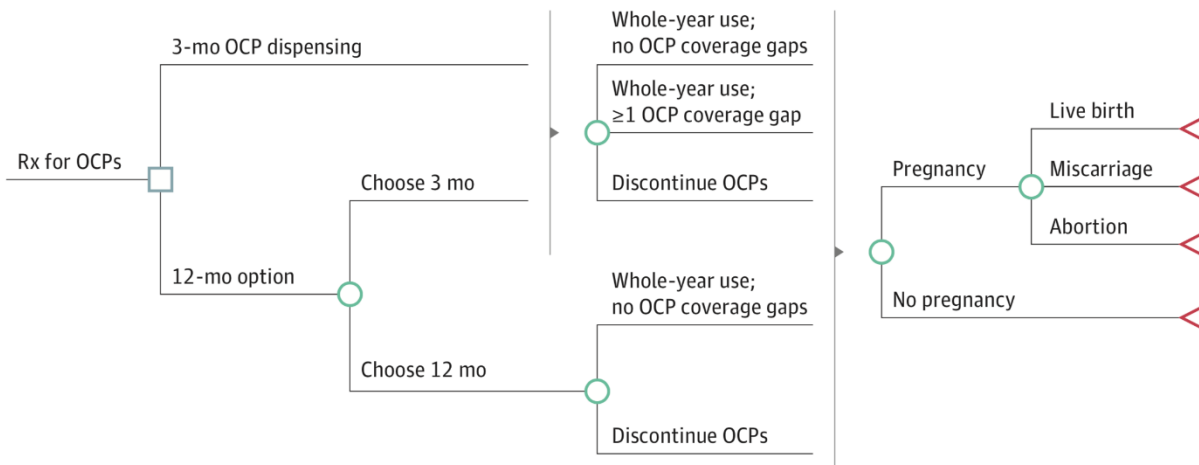 3-mo OCP dispensing
Rx for OCPs
Choose 3 mo
12-mo option
Choose 12 mo
Whole-year use;
no OCP coverage gaps
Whole-year use;
≥1 OCP coverage gap
Discontinue OCPs
Whole-year use;
no OCP coverage gaps
Discontinue OCPs
Pregnancy
No pregnancy
Live birth
Miscarriage
Abortion